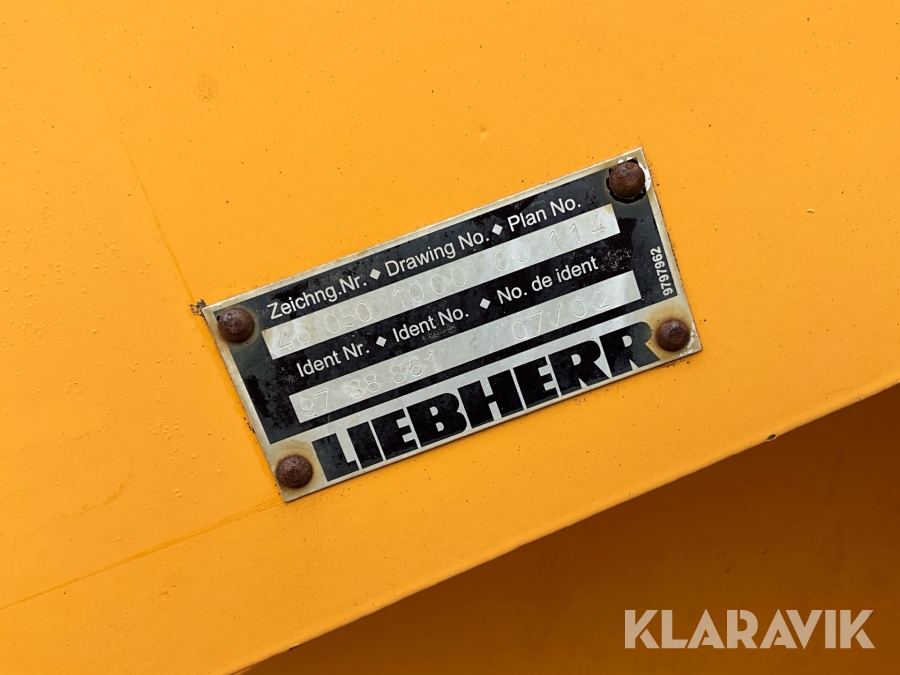 Zeichng.Nr. ◆ Drawing No. ◆ Plan No.
46 050 1000 00 114
Ident Nr. ◆ Ident No. ◆ No. de ident
97 88 861 07/02
LIEBHERR
9797962
KLARAVIK